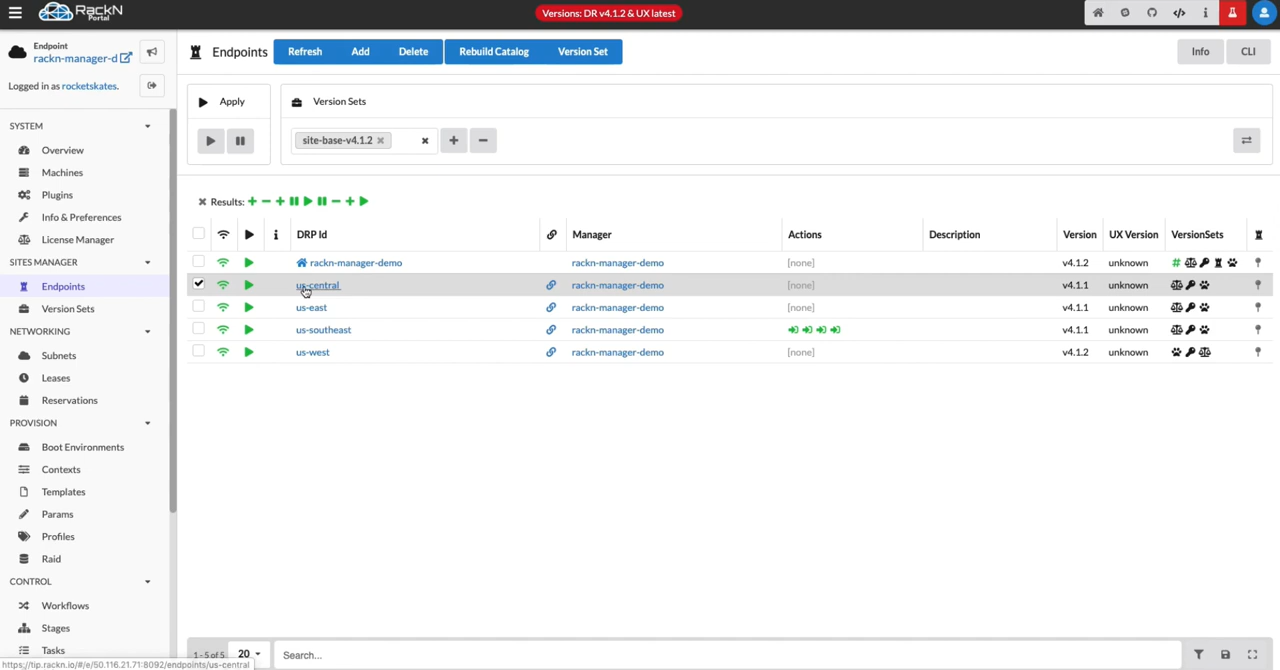 RackN
Portal
Versions: DR v4.1.2 & UX latest
Endpoint
rackn-manager-d
Logged in as rocketskates.
Endpoints
Refresh Add Delete Rebuild Catalog Version Set
Info CLI
Apply
Version Sets
site-base-v4.1.2
SYSTEM
Overview
Machines
Plugins
Info & Preferences
License Manager
SITES MANAGER
Endpoints
Version Sets
NETWORKING
Subnets
Leases
Reservations
PROVISION
Boot Environments
Contexts
Templates
Params
Profiles
Raid
CONTROL
Workflows
Stages
Tasks
Results:
DRP Id Manager Actions Description Version UX Version VersionSets
rackn-manager-demo rackn-manager-demo [none] v4.1.2 unknown
us-central rackn-manager-demo [none] v4.1.1 unknown
us-east rackn-manager-demo [none] v4.1.1 unknown
us-southeast rackn-manager-demo v4.1.1 unknown
us-west rackn-manager-demo [none] v4.1.2 unknown
1 - 5 of 5 20 Search...
https://tip.rackn.io/#/e/50.116.21.71:8092/endpoints/us-central